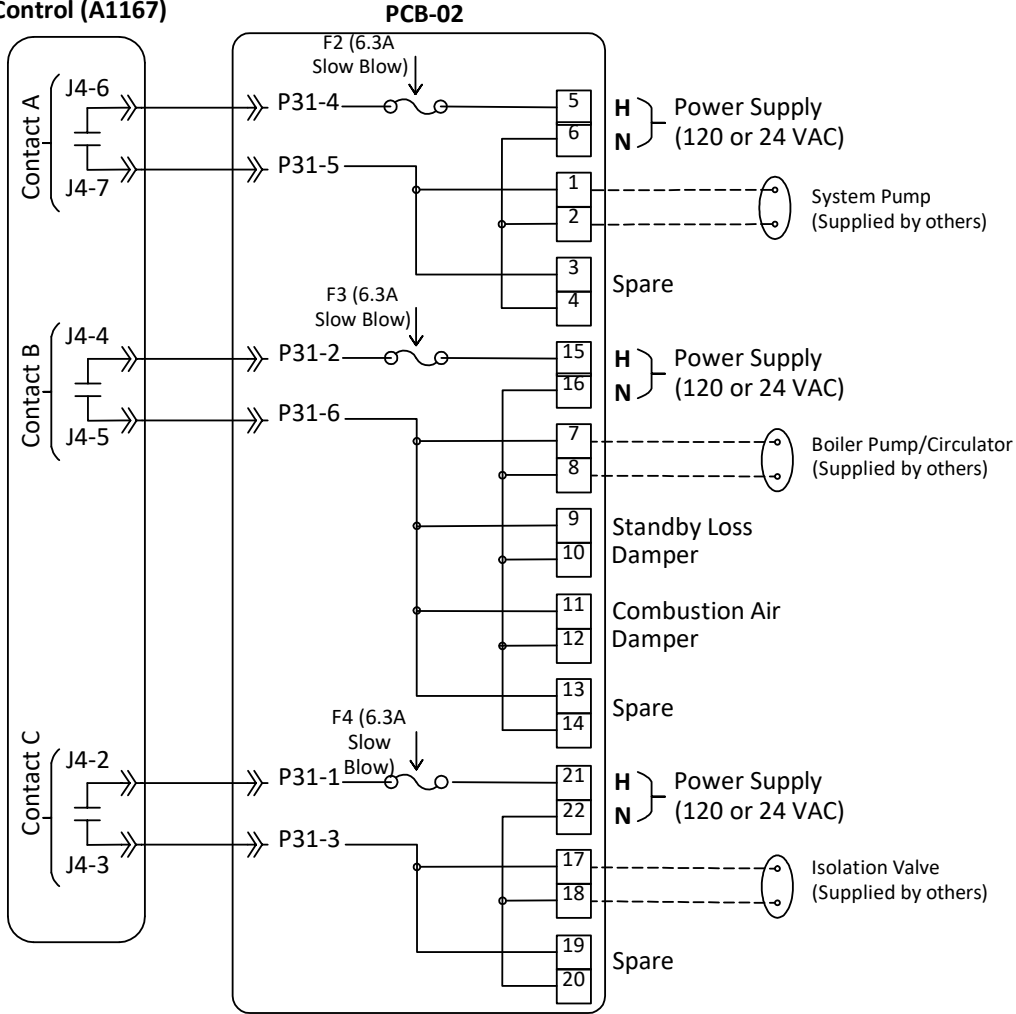 Control (A1167)
PCB-02
F2 (6.3A
Slow Blow)
Contact A
J4-6
J4-7
P31-4
P31-5
5
6
H
N
Power Supply
(120 or 24 VAC)
1
2
System Pump
(Supplied by others)
3
4
Spare
F3 (6.3A
Slow Blow)
Contact B
J4-4
J4-5
P31-2
P31-6
15
16
H
N
Power Supply
(120 or 24 VAC)
7
8
Boiler Pump/Circulator
(Supplied by others)
9
10
Standby Loss
Damper
11
12
Combustion Air
Damper
13
14
Spare
F4 (6.3A
Slow
Blow)
Contact C
J4-2
J4-3
P31-1
P31-3
21
22
H
N
Power Supply
(120 or 24 VAC)
17
18
Isolation Valve
(Supplied by others)
19
20
Spare